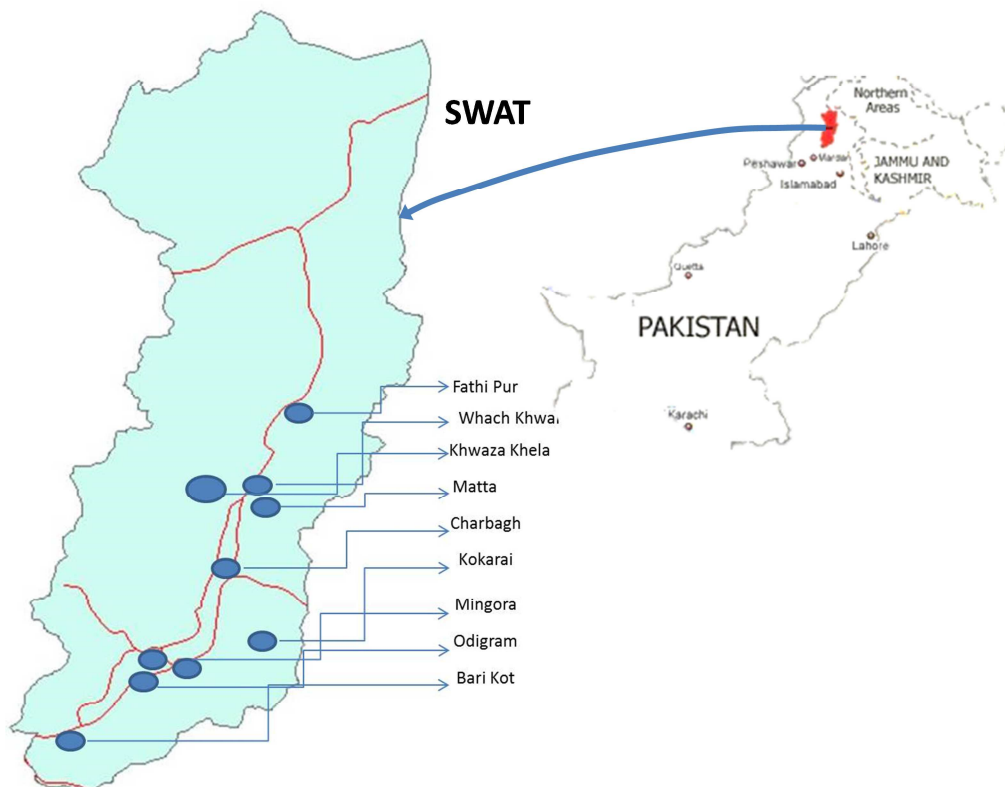 SWAT
Northern
Areas
Peshawar
Mardan
Islamabad
JAMMU AND
KASHMIR
Lahore
Quetta
PAKISTAN
Karachi
Fathi Pur
Whach Khwar
Khwaza Khela
Matta
Charbagh
Kokarai
Mingora
Odigram
Bari Kot